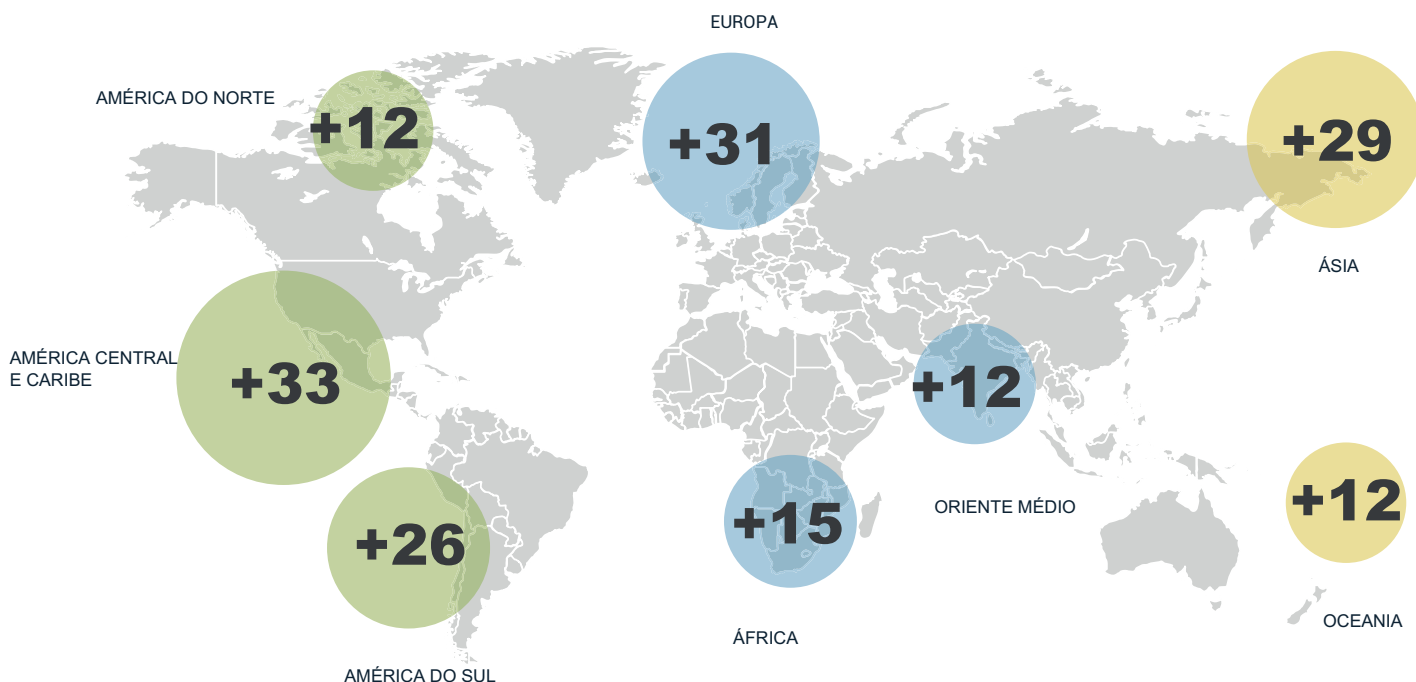 EUROPA
+31
AMÉRICA DO NORTE
+12
+29
ÁSIA
AMÉRICA CENTRAL
E CARIBE
+33
+12
ORIENTE MÉDIO
+26
AMÉRICA DO SUL
+15
ÁFRICA
+12
OCEANIA